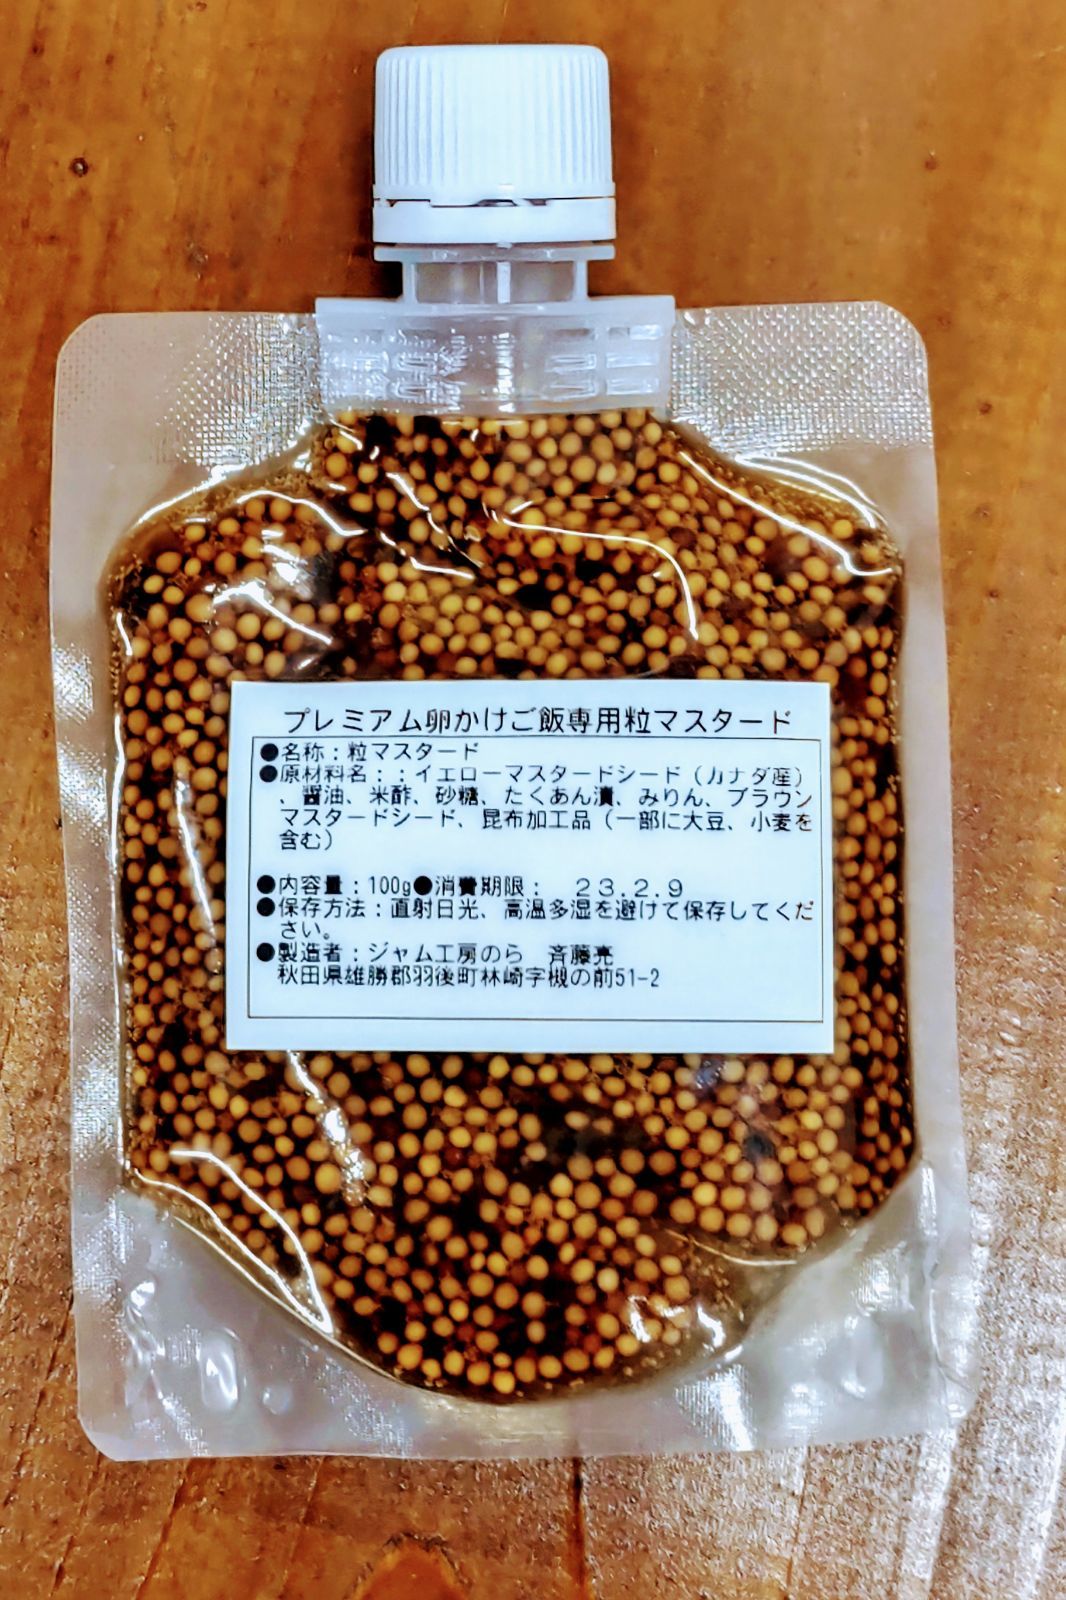 プレミアム卵かけご飯専用粒マスタード
●名称：粒マスタード
●原材料名：：イエローマスタードシード（カナダ産）
、醤油、米酢、砂糖、たくあん漬、みりん、ブラウン
マスタードシード、昆布加工品（一部に大豆、小麦を
含む）
●内容量：100g●消費期限： 23.2.9
●保存方法：直射日光、高温多湿を避けて保存してくだ
さい。
●製造者：ジャム工房のら 斉藤亮
秋田県雄勝郡羽後町林崎字槻の前51-2